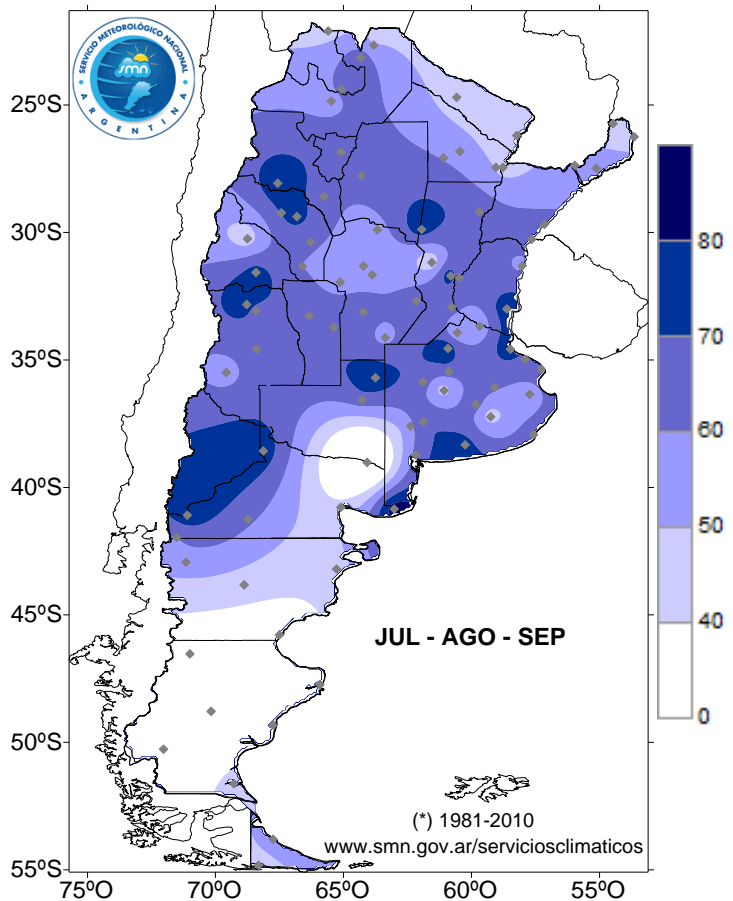 SERVICIO METEOROLÓGICO NACIONAL
smn
ARGENTINA
25ºS
30ºS
35ºS
40ºS
45ºS
50ºS
55ºS
80
70
60
50
40
0
JUL - AGO - SEP
(*) 1981-2010
www.smn.gov.ar/serviciosclimaticos
75ºO
70ºO
65ºO
60ºO
55ºO